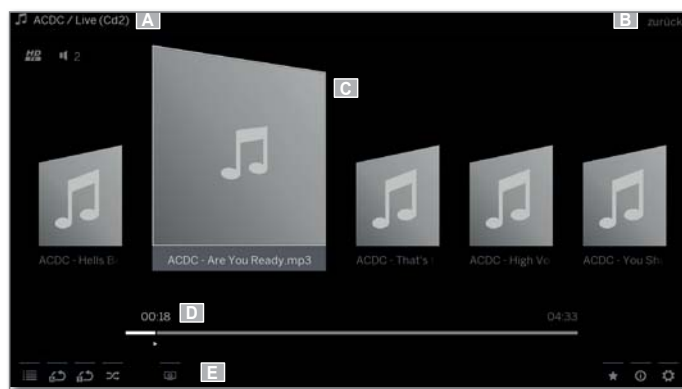 ACDC / Live (Cd2) A B zurück
HD 2
C
ACDC - Hells B
ACDC - Are You Ready.mp3
ACDC - That's
ACDC - High Vo
ACDC - You Sh
00:18 D 04:33
E